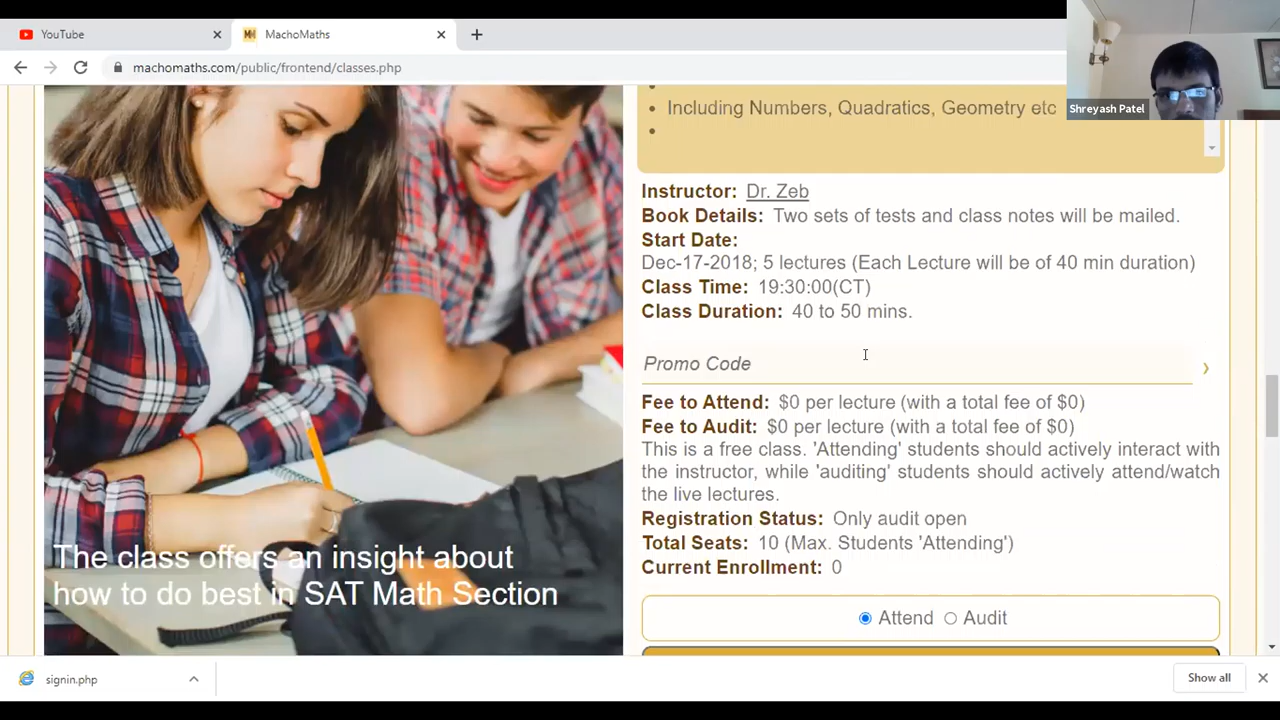 YouTube
MachoMaths
machomaths.com/public/frontend/classes.php
Shreyash Patel
• Including Numbers, Quadratics, Geometry etc
•
Instructor: Dr. Zeb
Book Details: Two sets of tests and class notes will be mailed.
Start Date:
Dec-17-2018; 5 lectures (Each Lecture will be of 40 min duration)
Class Time: 19:30:00(CT)
Class Duration: 40 to 50 mins.
Promo Code
Fee to Attend: $0 per lecture (with a total fee of $0)
Fee to Audit: $0 per lecture (with a total fee of $0)
This is a free class. 'Attending' students should actively interact with
the instructor, while 'auditing' students should actively attend/watch
the live lectures.
Registration Status: Only audit open
Total Seats: 10 (Max. Students 'Attending')
Current Enrollment: 0
Attend Audit
The class offers an insight about
how to do best in SAT Math Section
signin.php
Show all